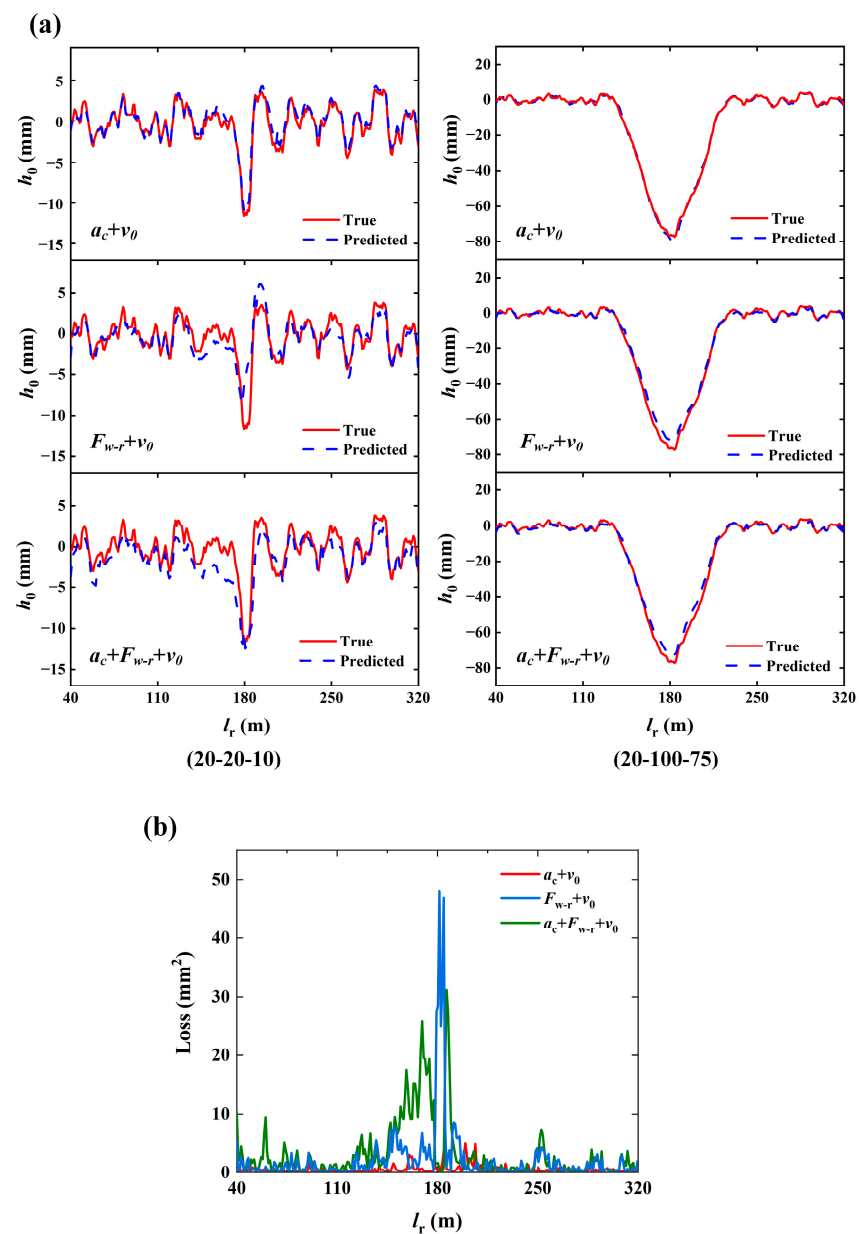 (a)
5
0
−5
−10
−15
h0 (mm)
ac+v0
True
Predicted
20
0
−20
−40
−60
−80
h0 (mm)
ac+v0
True
Predicted
5
0
−5
−10
−15
h0 (mm)
Fw-r+v0
True
Predicted
20
0
−20
−40
−60
−80
h0 (mm)
Fw-r+v0
True
Predicted
5
0
−5
−10
−15
h0 (mm)
ac+Fw-r+v0
True
Predicted
40 110 180 250 320
lr (m)
(20-20-10)
20
0
−20
−40
−60
−80
h0 (mm)
ac+Fw-r+v0
True
Predicted
40 110 180 250 320
lr (m)
(20-100-75)
(b)
50
40
30
20
10
0
Loss (mm2)
ac+v0
Fw-r+v0
ac+Fw-r+v0
40 110 180 250 320
lr (m)